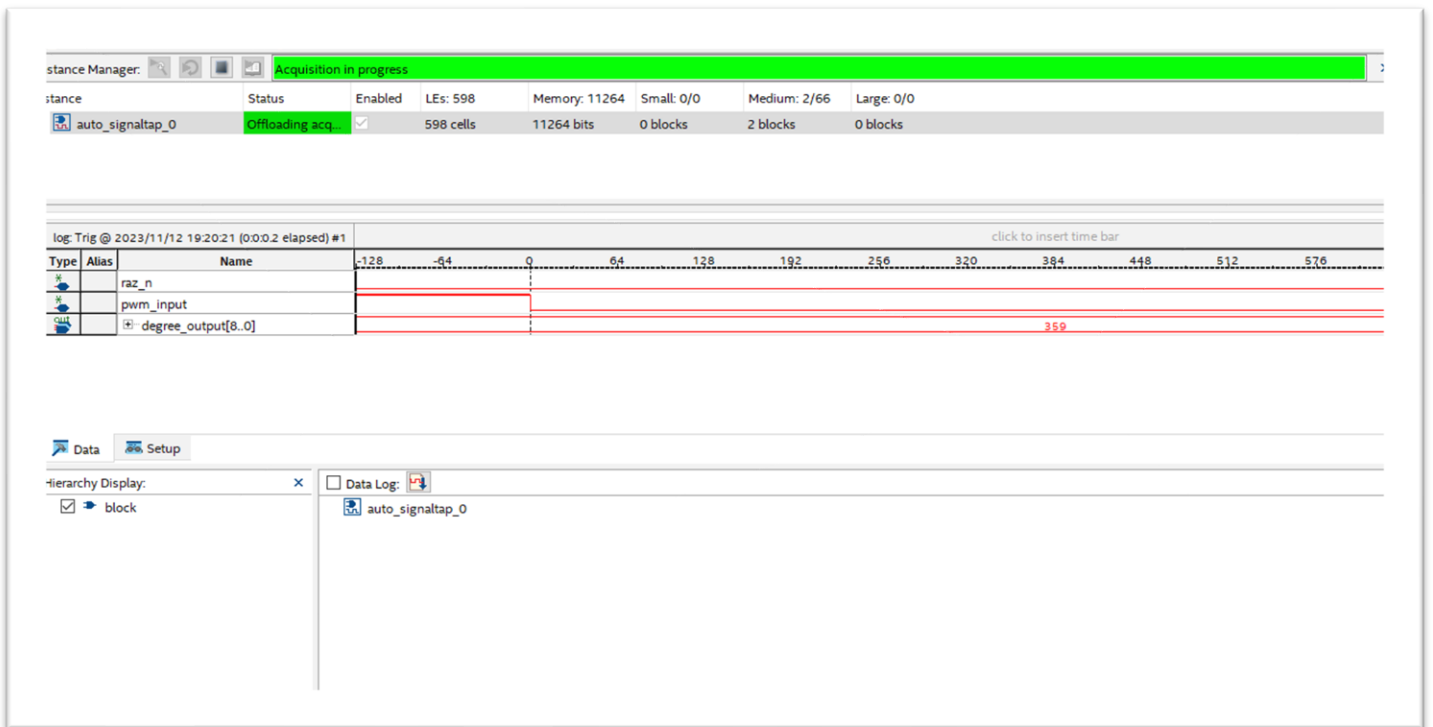 stance Manager: Acquisition in progress
stance Status Enabled LEs: 598 Memory: 11264 Small: 0/0 Medium: 2/66 Large: 0/0
auto_signaltap_0 Offloading acq... 598 cells 11264 bits 0 blocks 2 blocks 0 blocks
log: Trig @ 2023/11/12 19:20:21 (0:0:0.2 elapsed) #1 click to insert time bar
Type Alias Name -128 -64 0 64 128 192 256 320 384 448 512 576
raz_n
pwm_input
out degree_output[8..0] 359
Data Setup
Hierarchy Display: × Data Log:
block auto_signaltap_0